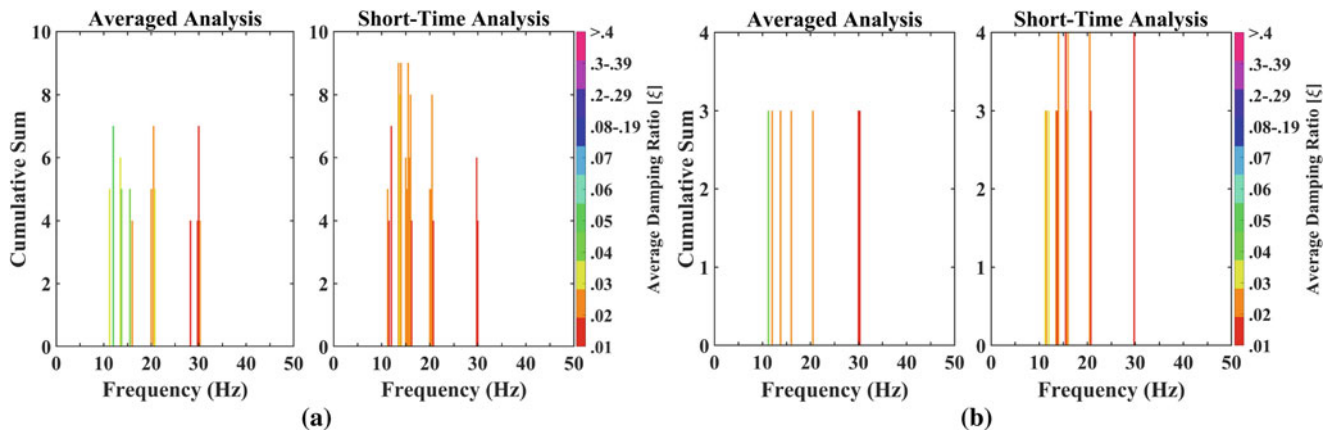 Averaged Analysis
Short-Time Analysis
10
8
6
4
2
0
Cumulative Sum
0 10 20 30 40 50
Frequency (Hz)
10
8
6
4
2
0
0 10 20 30 40 50
Frequency (Hz)
>.4
.3-.39
.2-.29
.08-.19
.07
.06
.05
.04
.03
.02
.01
Average Damping Ratio [ξ]
(a)
Averaged Analysis
Short-Time Analysis
4
3
2
1
0
Cumulative Sum
0 10 20 30 40 50
Frequency (Hz)
4
3
2
1
0
0 10 20 30 40 50
Frequency (Hz)
>.4
.3-.39
.2-.29
.08-.19
.07
.06
.05
.04
.03
.02
.01
Average Damping Ratio [ξ]
(b)